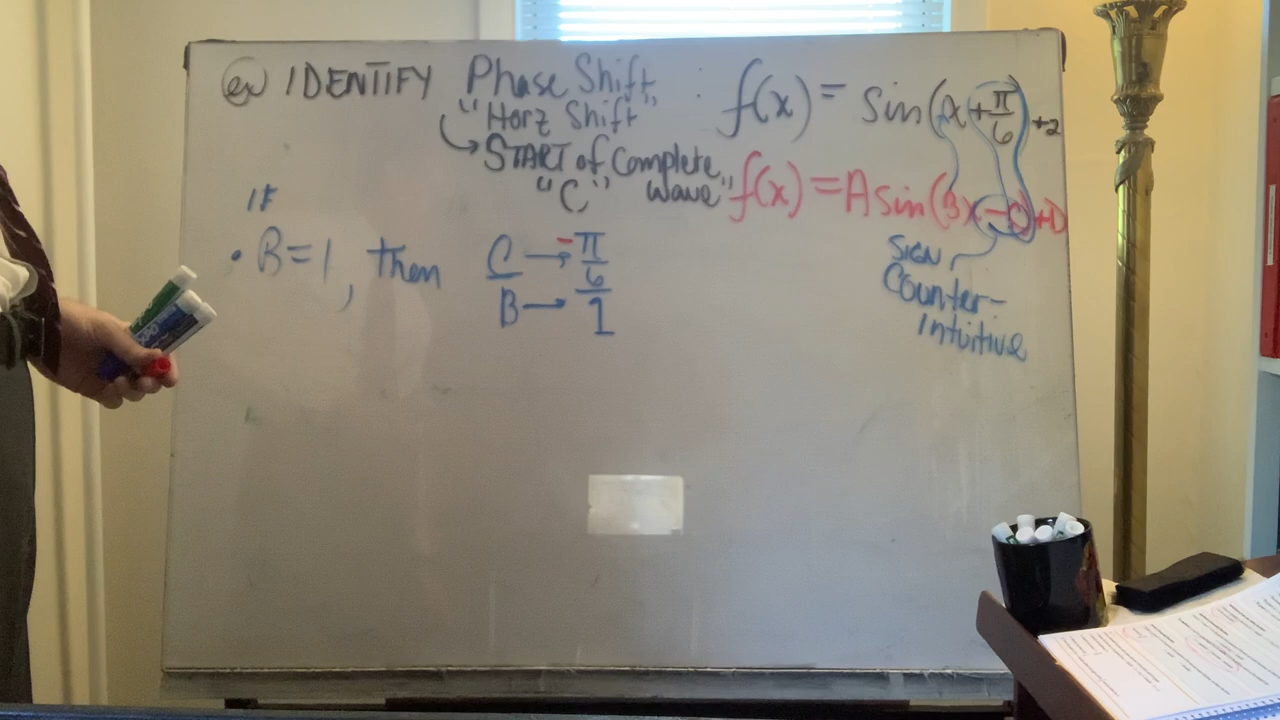 ex IDENTIFY Phase Shift : f(x) = sin(x + π/6) + 2
"Horz Shift"
START of Complete Wave"
"C"
f(x) = A sin(Bx - C) + D
SIGN
Counter-
Intuitive
IF
• B = 1, then C → -π/6
B → 1